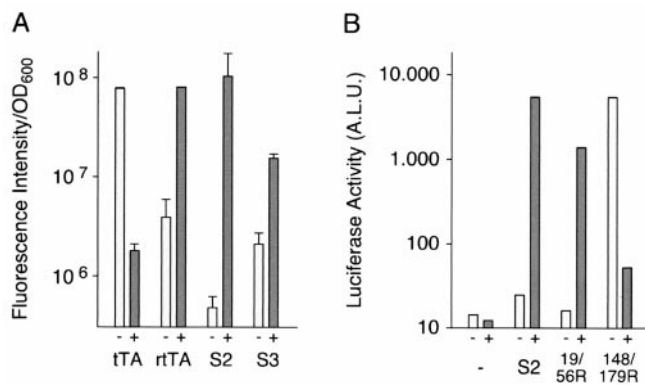 A
Fluorescence Intensity/OD600
10^8
10^7
10^6
- + - + - + - +
tTA rtTA S2 S3
B
Luciferase Activity (A.L.U.)
10.000
1.000
100
10
- + - + - + - +
- S2 19/ 148/
56R 179R